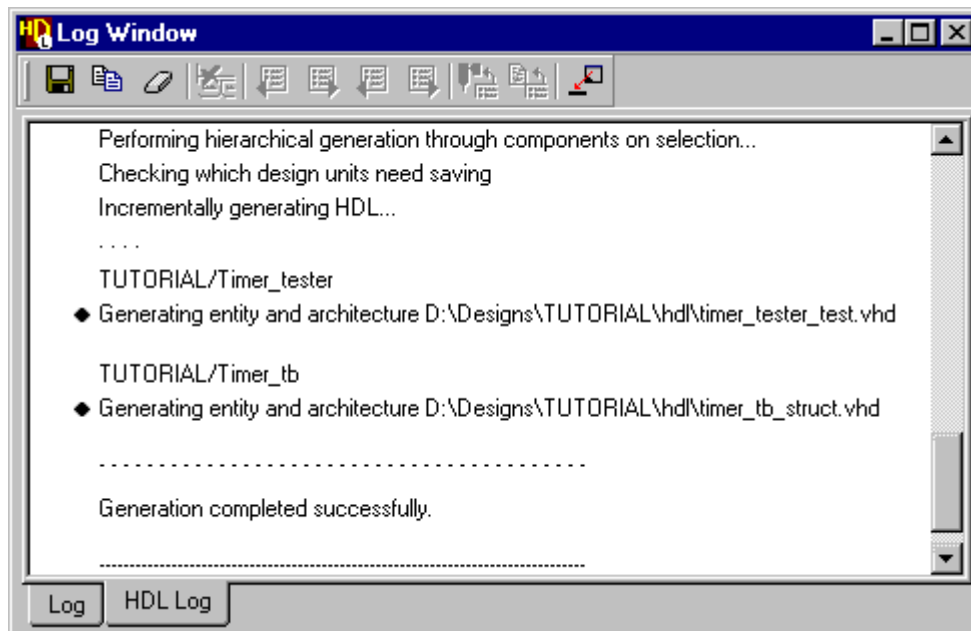 Log Window
Performing hierarchical generation through components on selection...
Checking which design units need saving
Incrementally generating HDL...
. . . .
TUTORIAL/Timer_tester
◆ Generating entity and architecture D:\Designs\TUTORIAL\hdl\timer_tester_test.vhd
TUTORIAL/Timer_tb
◆ Generating entity and architecture D:\Designs\TUTORIAL\hdl\timer_tb_struct.vhd
- - - - - - - - - - - - - - - - - - - - - - - - - - - - - - - - - - - - - - - - -
Generation completed successfully.
---------------------------------------------------------------------------------
Log HDL Log